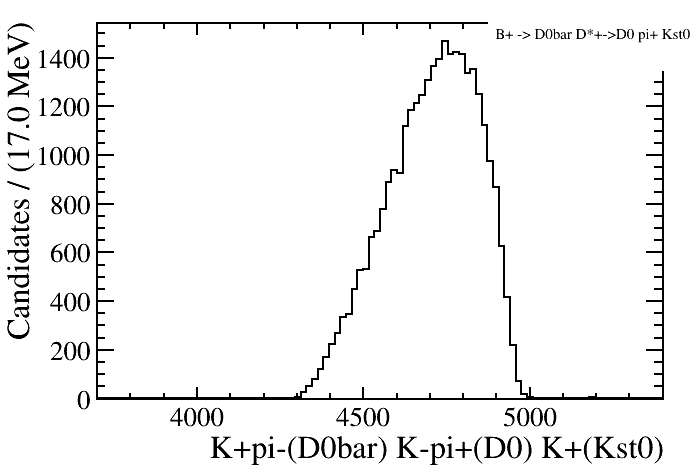 B+ -> D0bar D*+->D0 pi+ Kst0
Candidates / (17.0 MeV)
1400
1200
1000
800
600
400
200
0
4000 4500 5000
K+pi-(D0bar) K-pi+(D0) K+(Kst0)